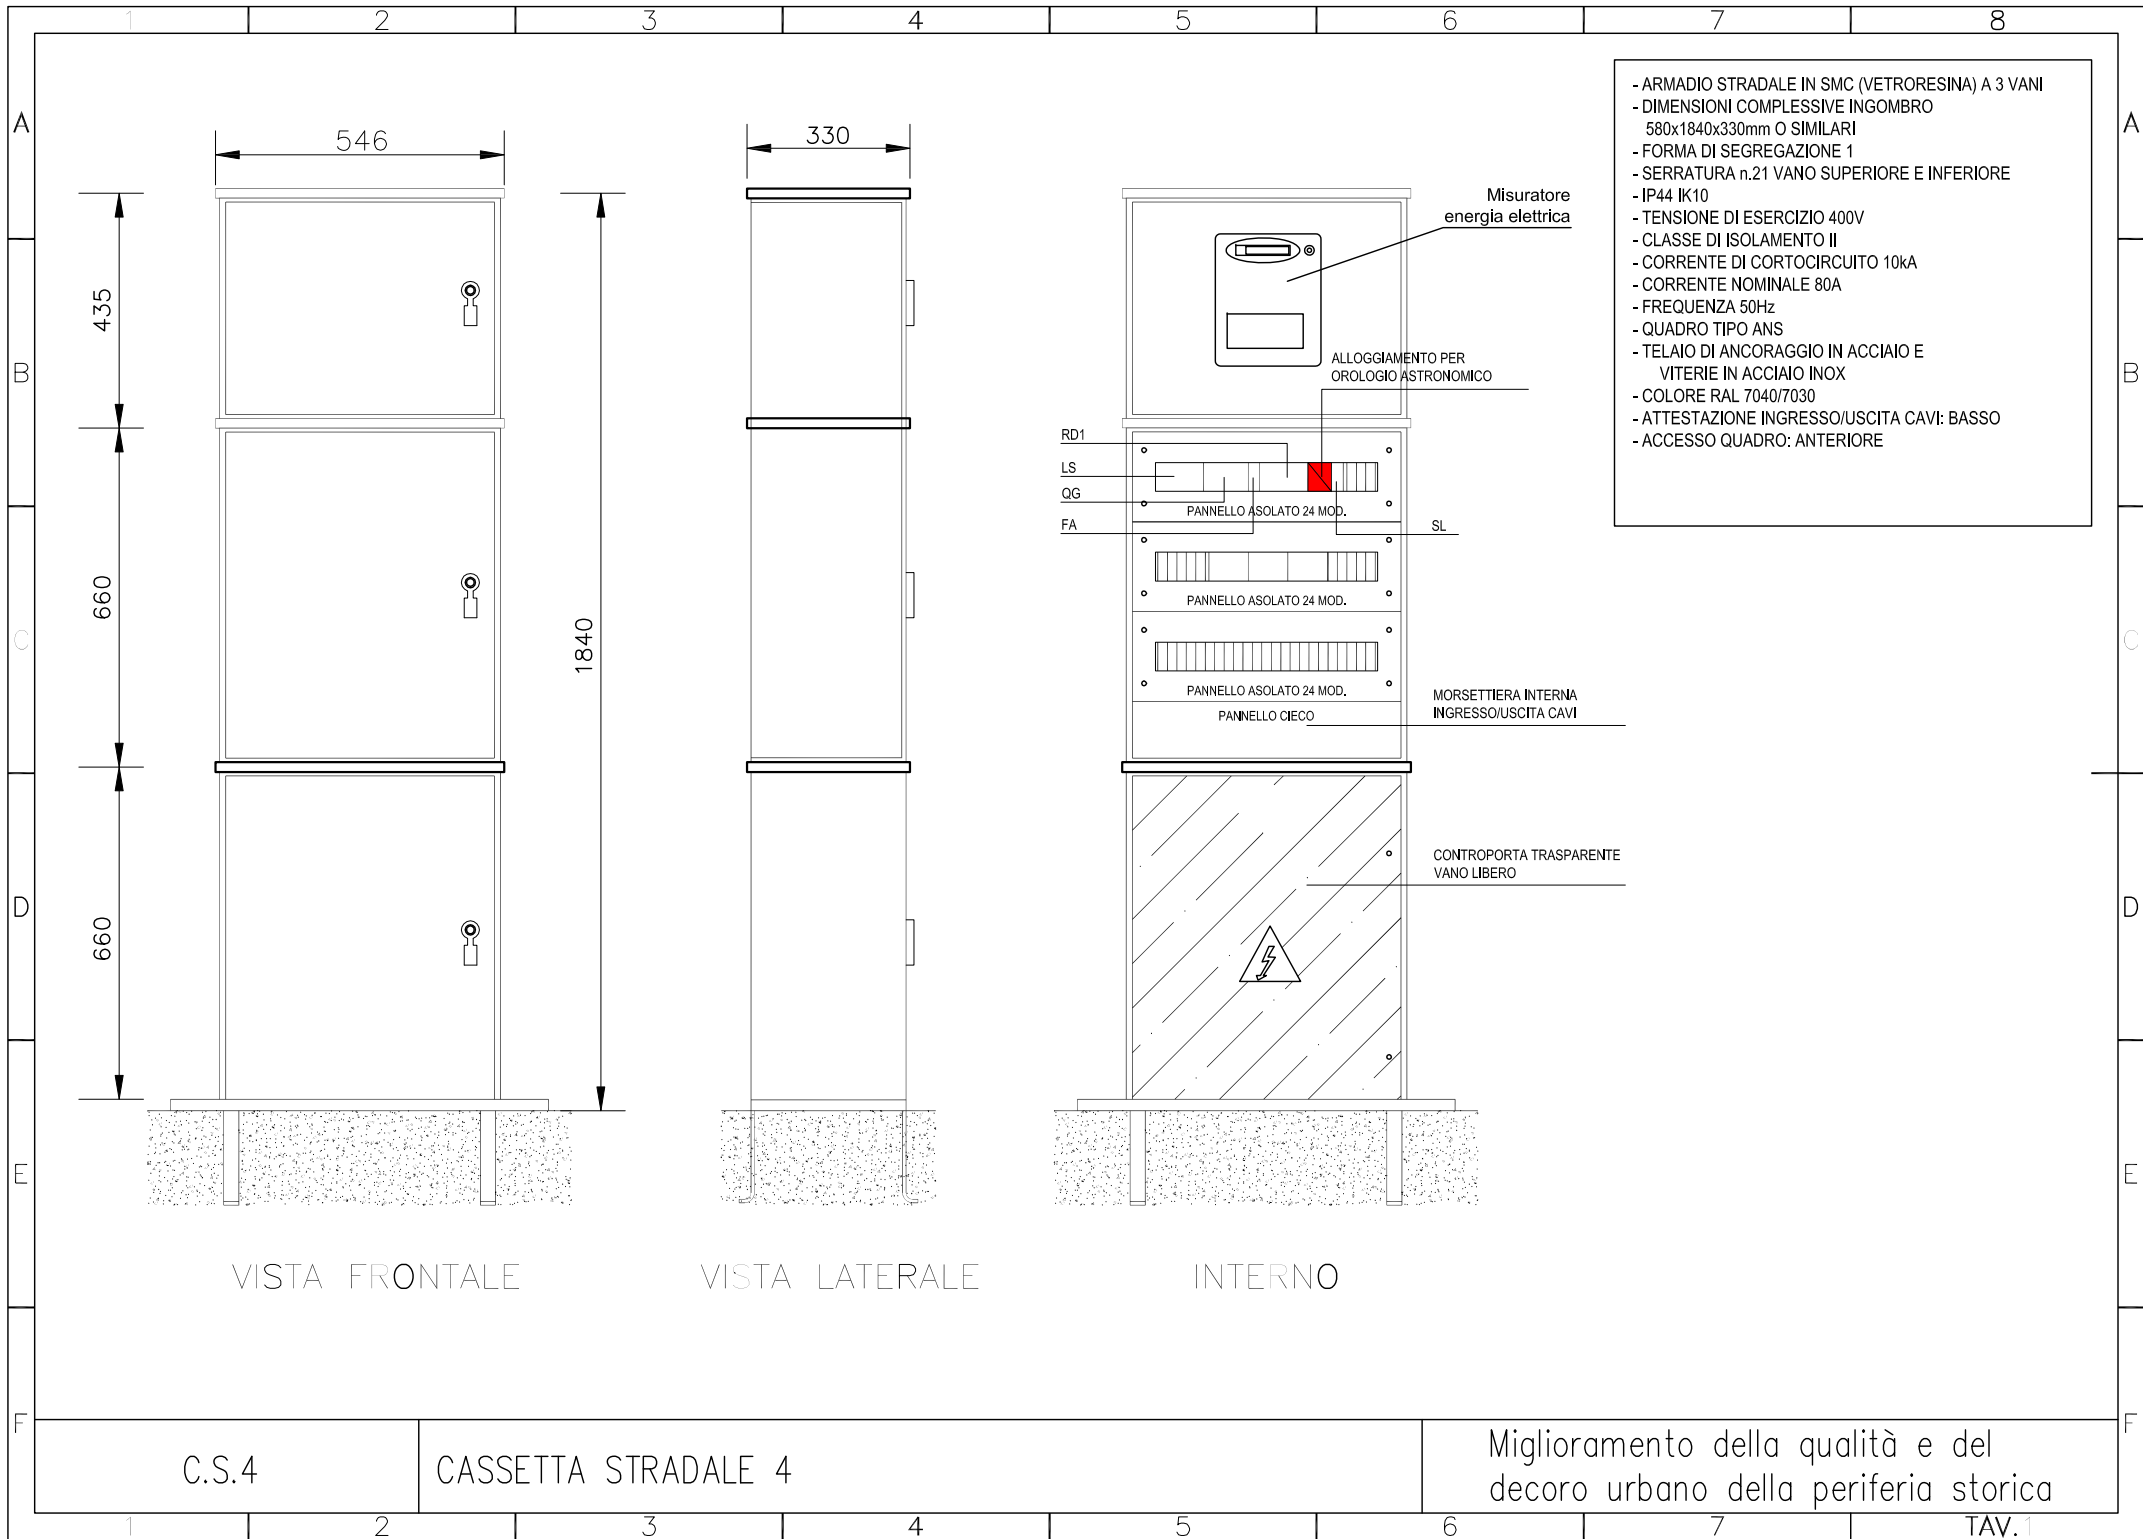 1 2 3 4 5 6 7 8
A A
B B
C C
D D
E E
F F
546
330
435
660
660
1840
Misuratore
energia elettrica
ALLOGGIAMENTO PER
OROLOGIO ASTRONOMICO
RD1
LS
QG
FA
SL
PANNELLO ASOLATO 24 MOD.
PANNELLO ASOLATO 24 MOD.
PANNELLO ASOLATO 24 MOD.
PANNELLO CIECO
MORSETTIERA INTERNA
INGRESSO/USCITA CAVI
CONTROPORTA TRASPARENTE
VANO LIBERO
- ARMADIO STRADALE IN SMC (VETRORESINA) A 3 VANI
- DIMENSIONI COMPLESSIVE INGOMBRO
580x1840x330mm O SIMILARI
- FORMA DI SEGREGAZIONE 1
- SERRATURA n.21 VANO SUPERIORE E INFERIORE
- IP44 IK10
- TENSIONE DI ESERCIZIO 400V
- CLASSE DI ISOLAMENTO II
- CORRENTE DI CORTOCIRCUITO 10kA
- CORRENTE NOMINALE 80A
- FREQUENZA 50Hz
- QUADRO TIPO ANS
- TELAIO DI ANCORAGGIO IN ACCIAIO E
VITERIE IN ACCIAIO INOX
- COLORE RAL 7040/7030
- ATTESTAZIONE INGRESSO/USCITA CAVI: BASSO
- ACCESSO QUADRO: ANTERIORE
VISTA FRONTALE
VISTA LATERALE
INTERNO
C.S.4
CASSETTA STRADALE 4
Miglioramento della qualità e del
decoro urbano della periferia storica
1 2 3 4 5 6 7 TAV. 1